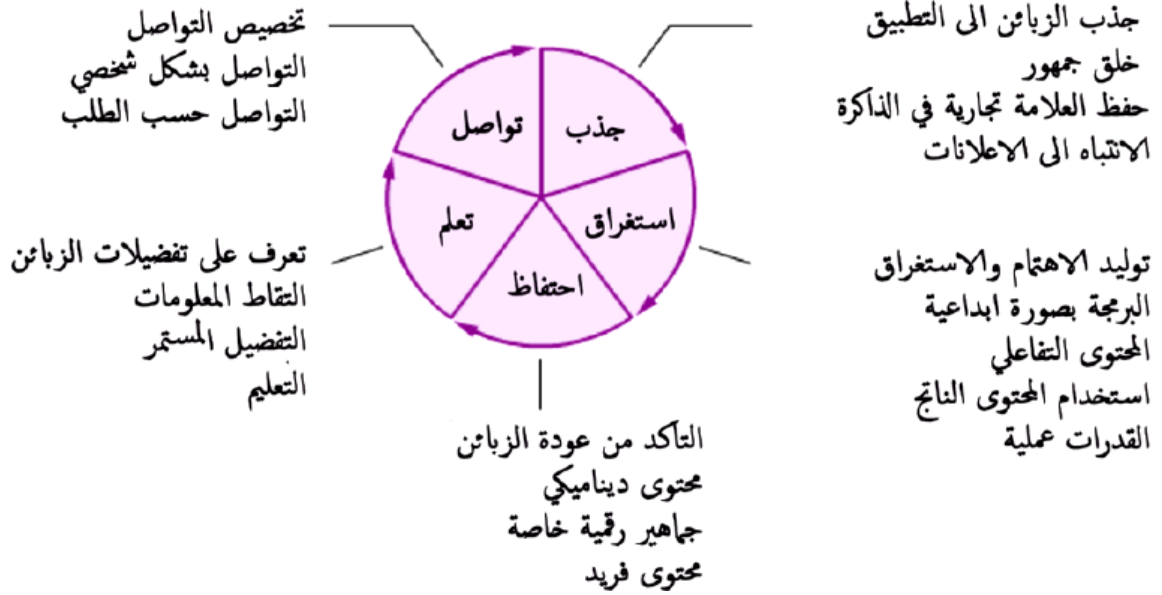 جذب الزبائن الى التطبيق
خلق جمهور
حفظ العلامة تجارية في الذاكرة
الانتباه الى الاعلانات
تخصيص التواصل
التواصل بشكل شخصي
التواصل حسب الطلب
جذب
تواصل
استغراق
تعلم
احتفاظ
توليد الاهتمام والاستغراق
البرمجة بصورة ابداعية
المحتوى التفاعلي
استخدام المحتوى الناتج
القدرات عملية
تعرف على تفضيلات الزبائن
التقاط المعلومات
التفضيل المستمر
التعليم
التأكد من عودة الزبائن
محتوى ديناميكي
جماهير رقمية خاصة
محتوى فريد